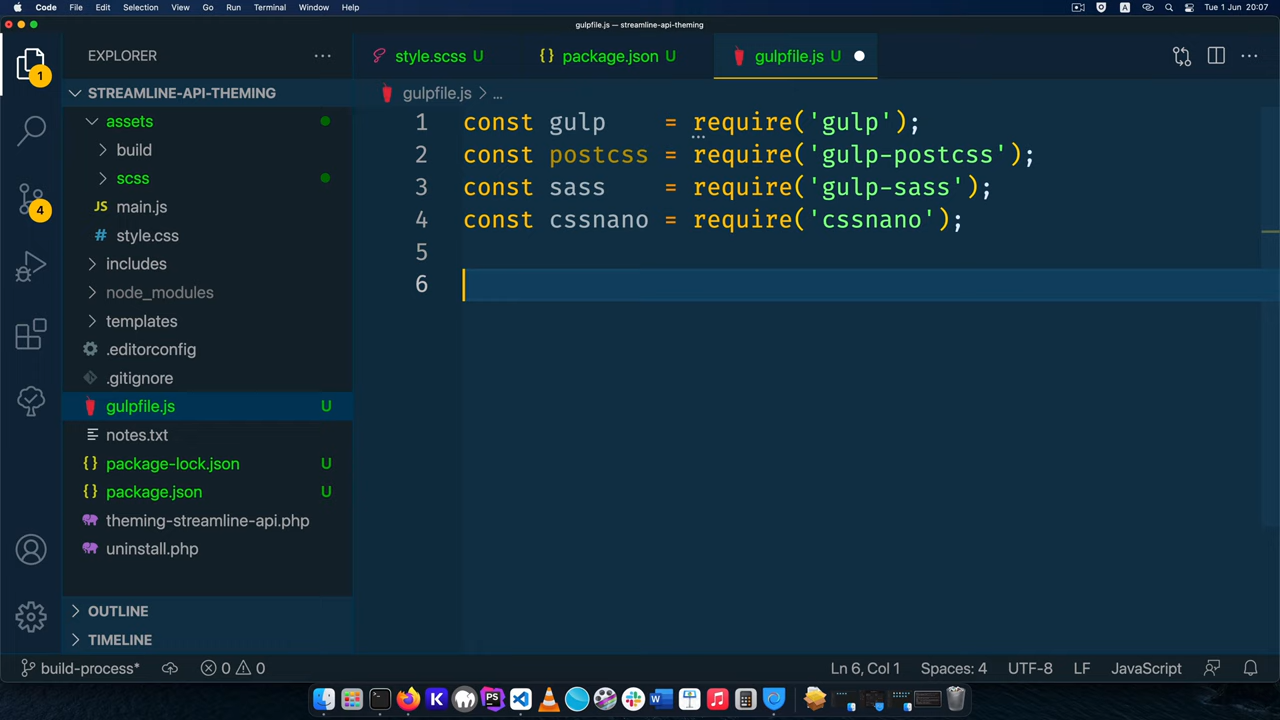 Code File Edit Selection View Go Run Terminal Window Help
A Tue 1 Jun 20:07
gulpfile.js — streamline-api-theming
EXPLORER
style.scss U
{} package.json U
gulpfile.js U
STREAMLINE-API-THEMING
gulpfile.js > ...
assets
build
scss
JS main.js
# style.css
includes
node_modules
templates
.editorconfig
.gitignore
gulpfile.js U
notes.txt
{} package-lock.json U
{} package.json U
theming-streamline-api.php
uninstall.php
OUTLINE
TIMELINE
1
4
1 const gulp = require('gulp');
2 const postcss = require('gulp-postcss');
3 const sass = require('gulp-sass');
4 const cssnano = require('cssnano');
5
6
build-process*
0 0
Ln 6, Col 1 Spaces: 4 UTF-8 LF JavaScript
K
PS
W